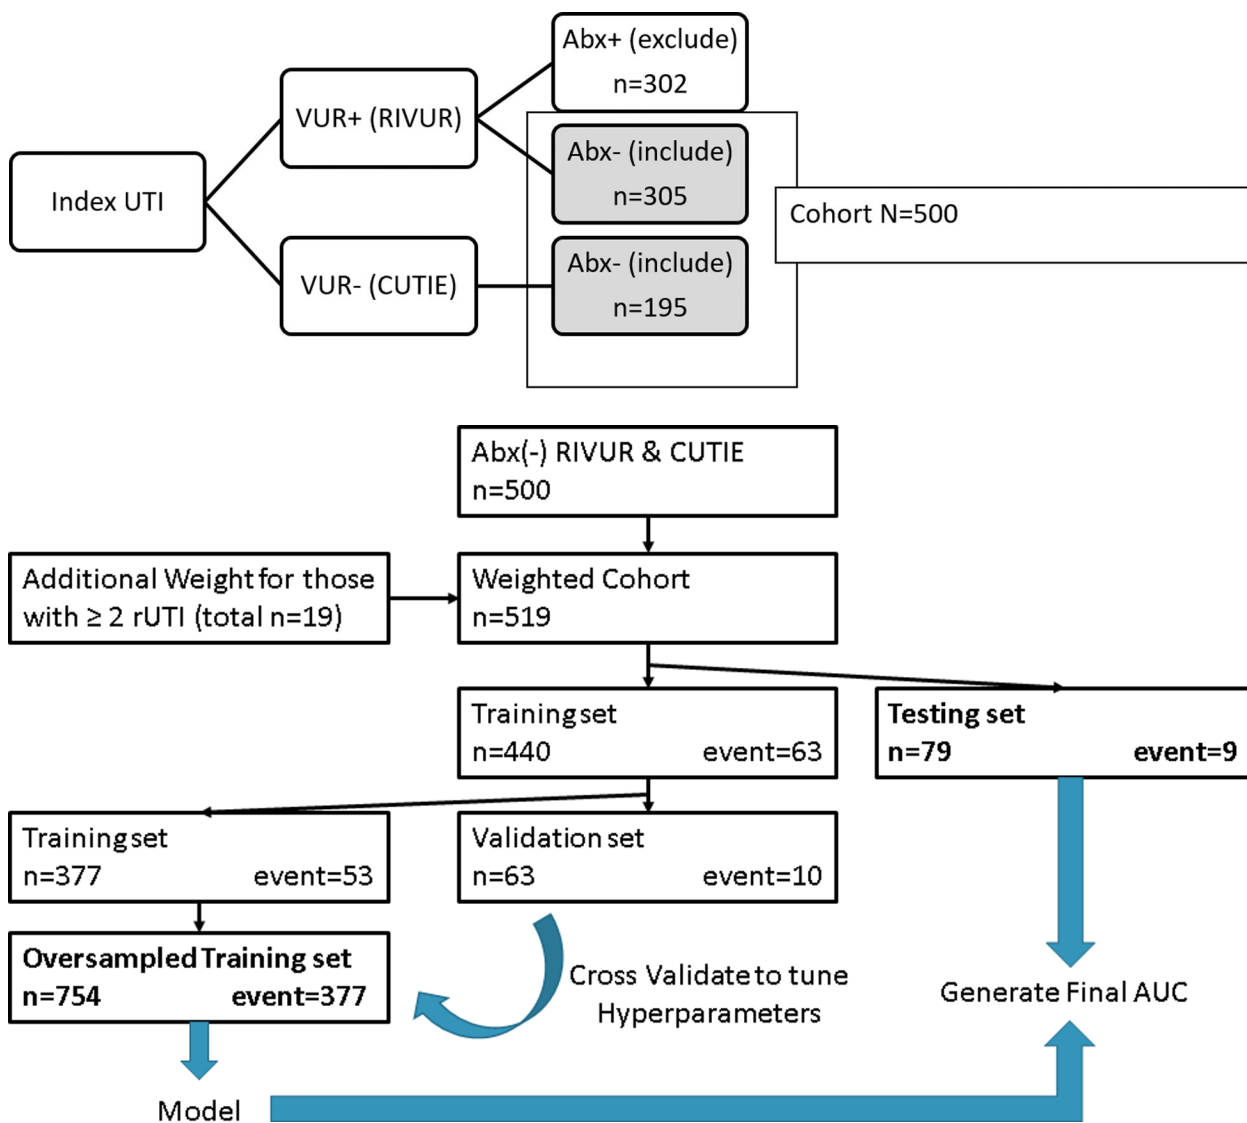 Abx+ (exclude)
n=302
VUR+ (RIVUR)
Abx- (include)
n=305
Index UTI
Cohort N=500
VUR- (CUTIE)
Abx- (include)
n=195
Abx(-) RIVUR & CUTIE
n=500
Additional Weight for those
with ≥ 2 rUTI (total n=19)
Weighted Cohort
n=519
Training set
n=440 event=63
Testing set
n=79 event=9
Training set
n=377 event=53
Validation set
n=63 event=10
Oversampled Training set
n=754 event=377
Cross Validate to tune
Hyperparameters
Generate Final AUC
Model